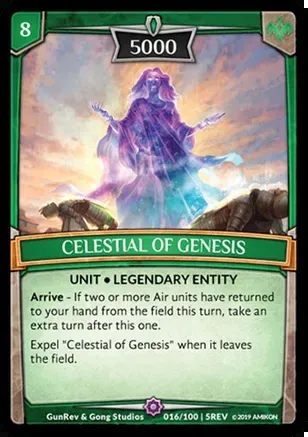 8
5000
CELESTIAL OF GENESIS
UNIT ● LEGENDARY ENTITY
Arrive - If two or more Air units have returned
to your hand from the field this turn, take an
extra turn after this one.
Expel "Celestial of Genesis" when it leaves
the field.
GunRev & Gong Studios 016/100 | 5REV ©2019 AMIKON